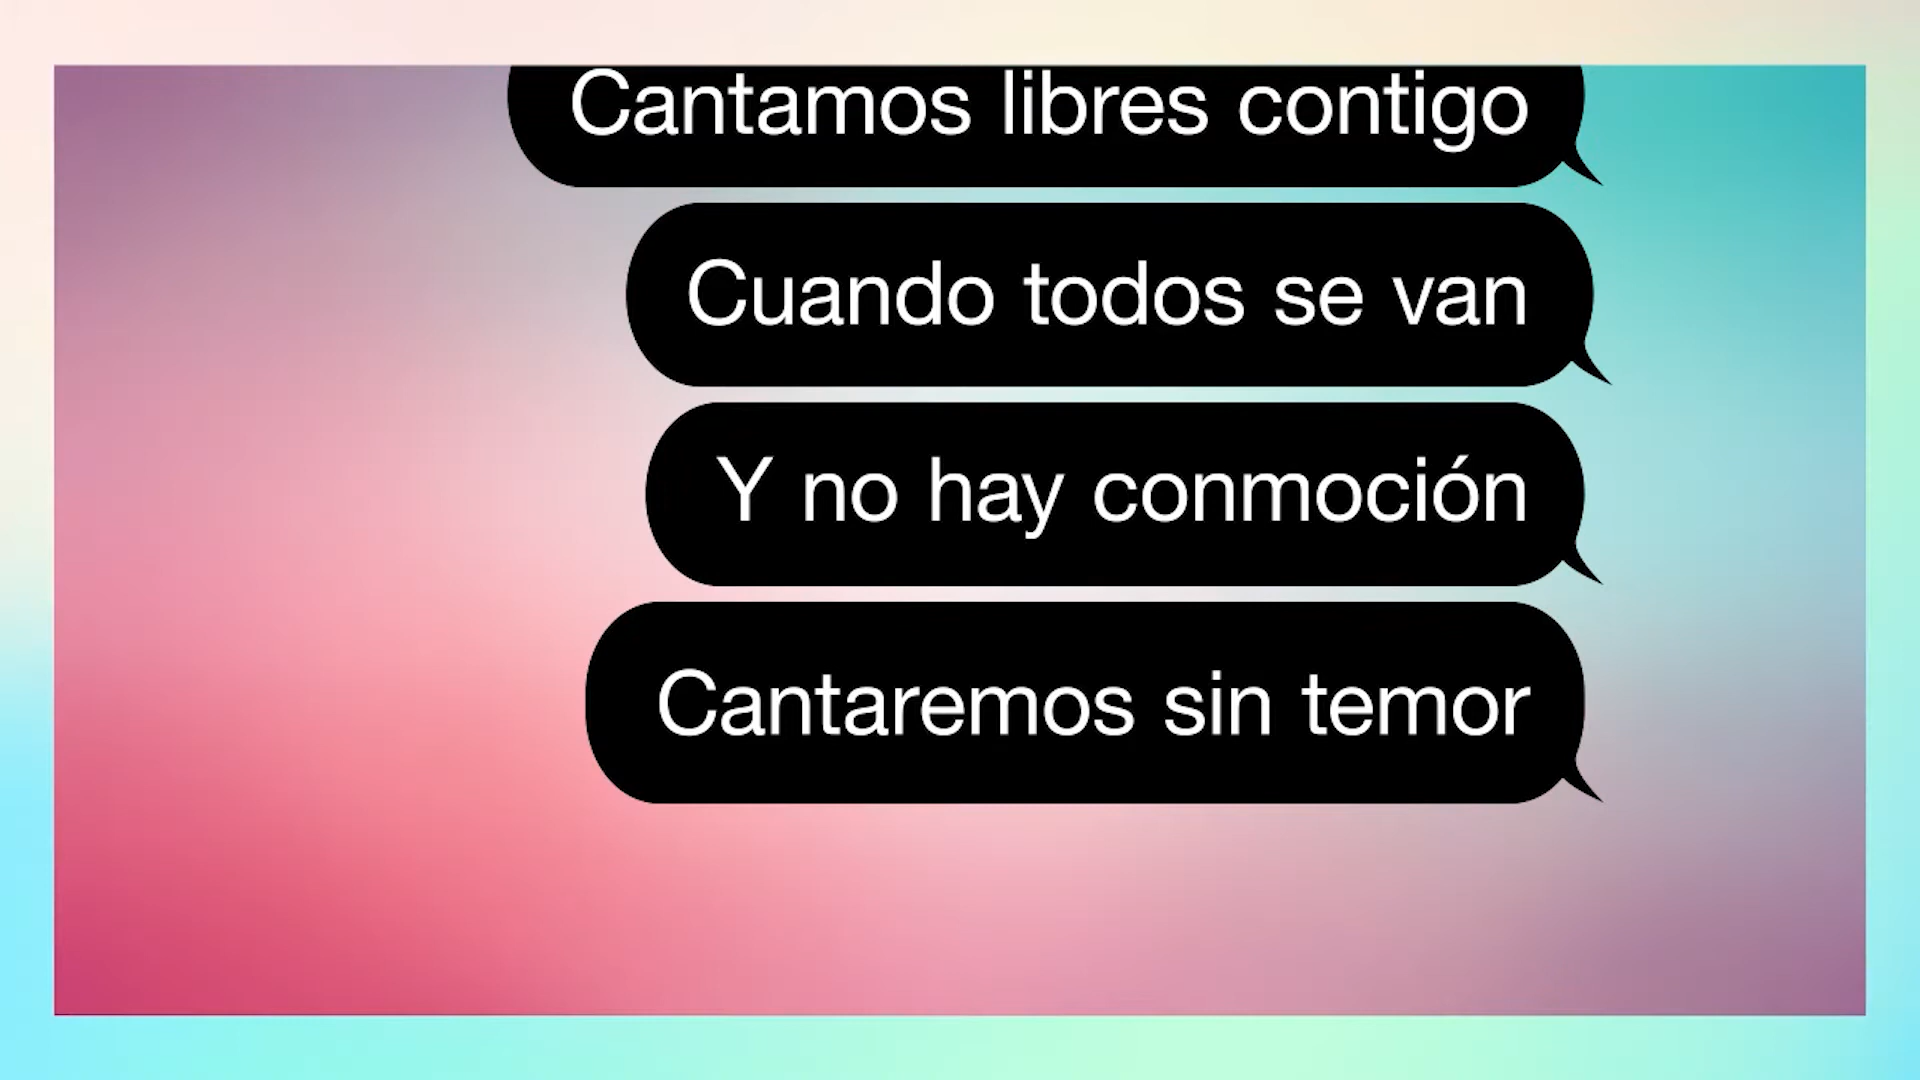 Cantamos libres contigo
Cuando todos se van
Y no hay conmoción
Cantaremos sin temor